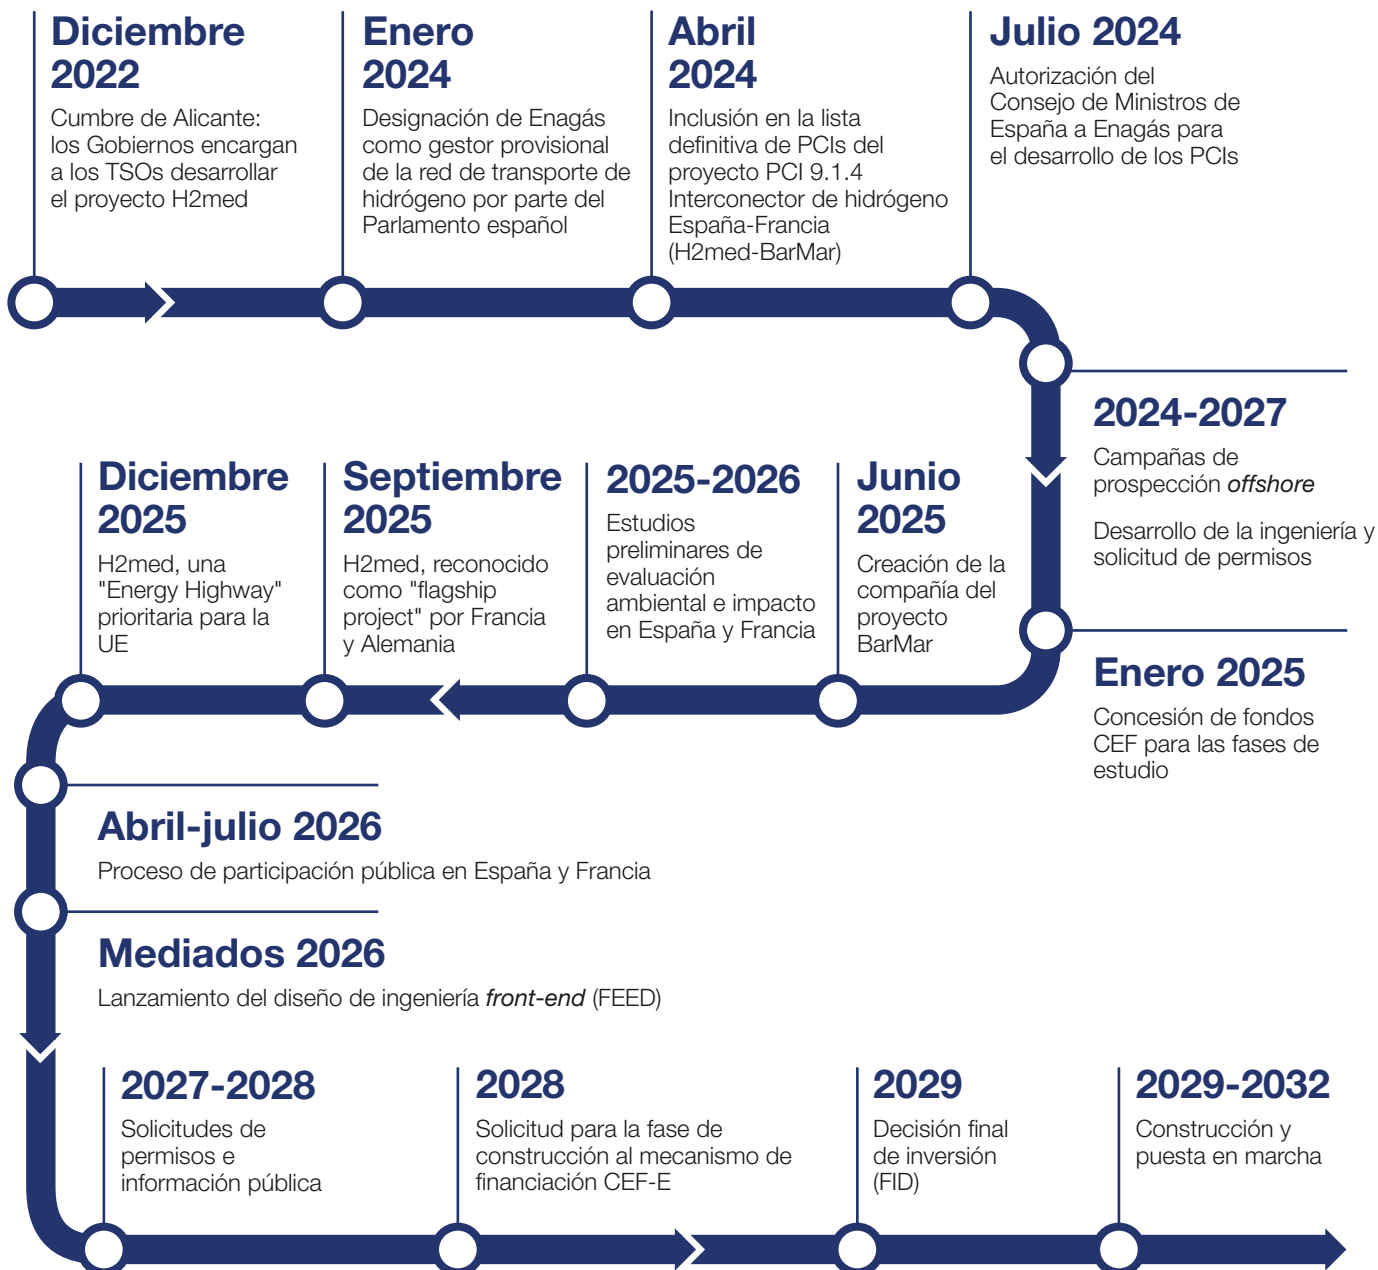 Diciembre
2022
Cumbre de Alicante:
los Gobiernos encargan
a los TSOs desarrollar
el proyecto H2med
Enero
2024
Designación de Enagás
como gestor provisional
de la red de transporte de
hidrógeno por parte del
Parlamento español
Abril
2024
Inclusión en la lista
definitiva de PCIs del
proyecto PCI 9.1.4
Interconector de hidrógeno
España-Francia
(H2med-BarMar)
Julio 2024
Autorización del
Consejo de Ministros de
España a Enagás para
el desarrollo de los PCIs
2024-2027
Campañas de
prospección offshore
Desarrollo de la ingeniería y
solicitud de permisos
Enero 2025
Concesión de fondos
CEF para las fases de
estudio
Junio
2025
Creación de la
compañía del
proyecto
BarMar
2025-2026
Estudios
preliminares de
evaluación
ambiental e impacto
en España y Francia
Septiembre
2025
H2med, reconocido
como "flagship
project" por Francia
y Alemania
Diciembre
2025
H2med, una
"Energy Highway"
prioritaria para la
UE
Abril-julio 2026
Proceso de participación pública en España y Francia
Mediados 2026
Lanzamiento del diseño de ingeniería front-end (FEED)
2027-2028
Solicitudes de
permisos e
información pública
2028
Solicitud para la fase de
construcción al mecanismo de
financiación CEF-E
2029
Decisión final
de inversión
(FID)
2029-2032
Construcción y
puesta en marcha